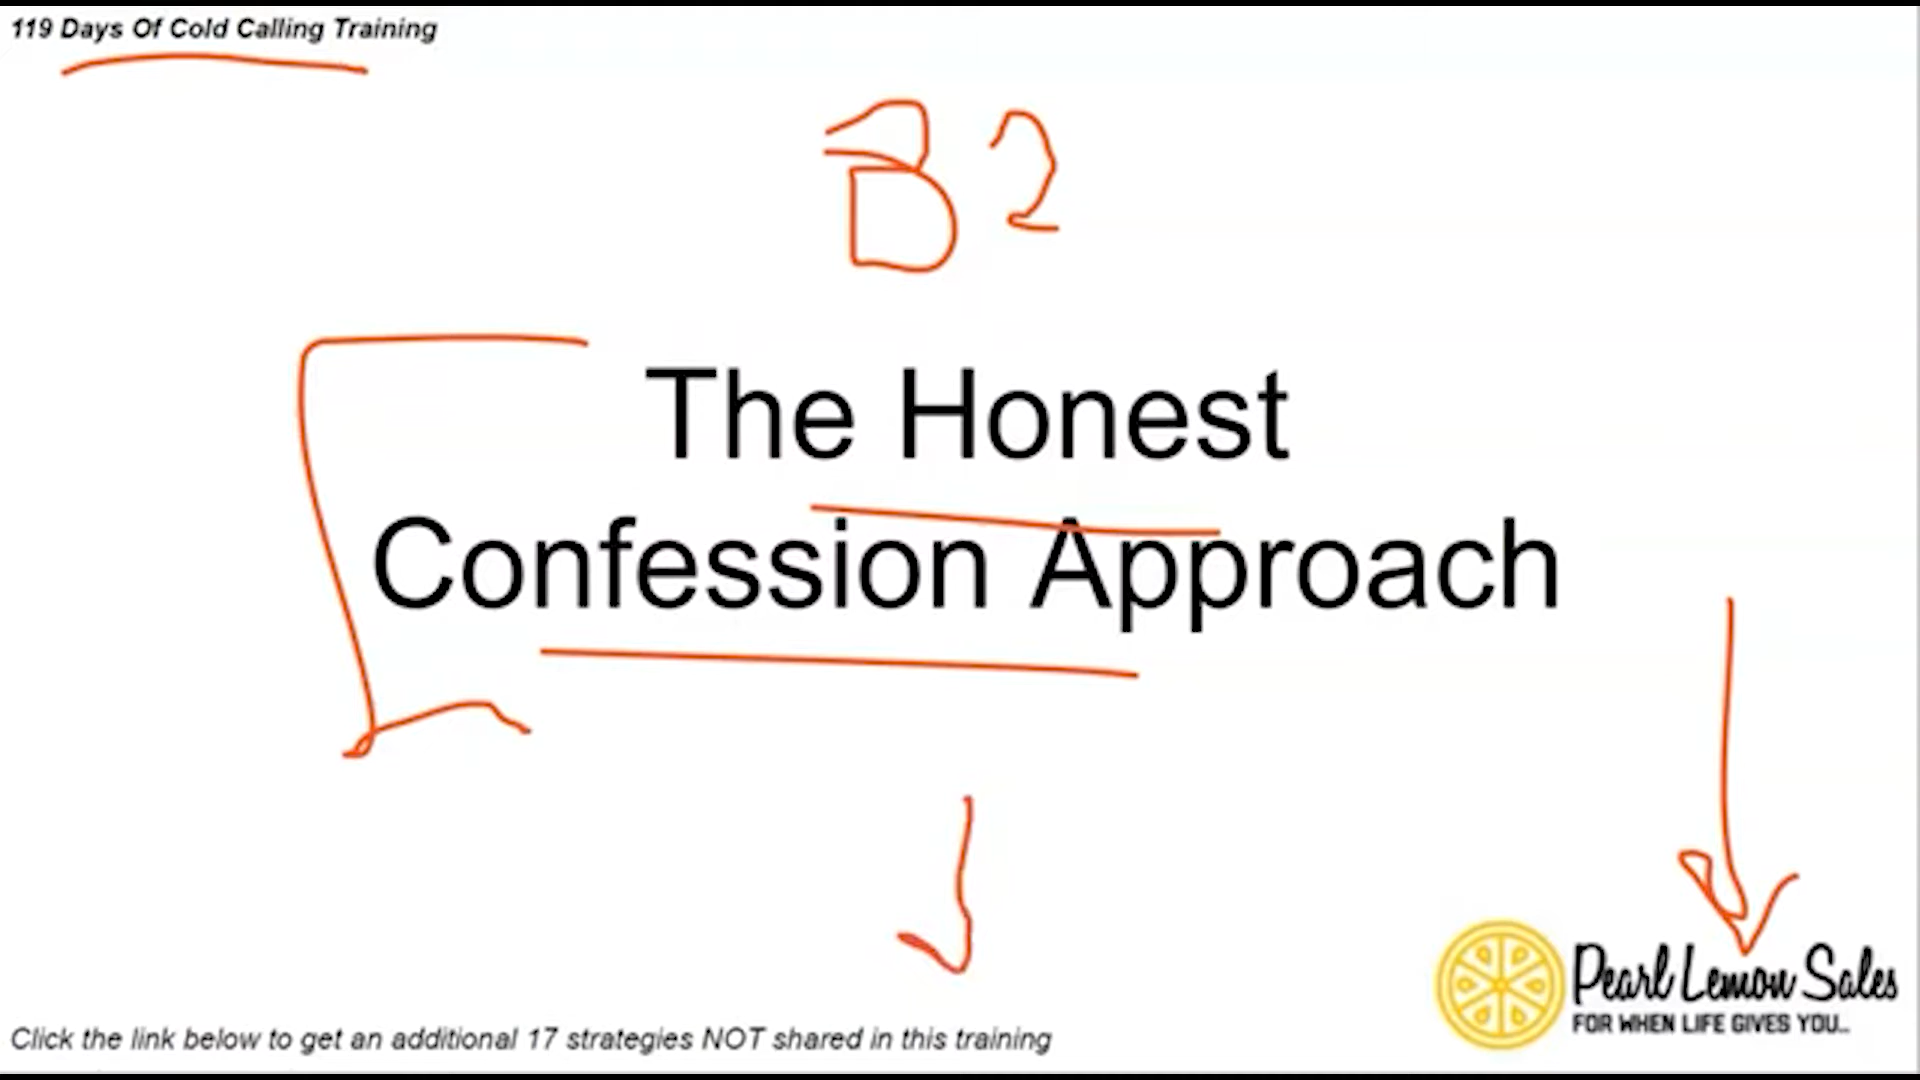 119 Days Of Cold Calling Training
B2
The Honest
Confession Approach
Pearl Lemon Sales
FOR WHEN LIFE GIVES YOU...
Click the link below to get an additional 17 strategies NOT shared in this training